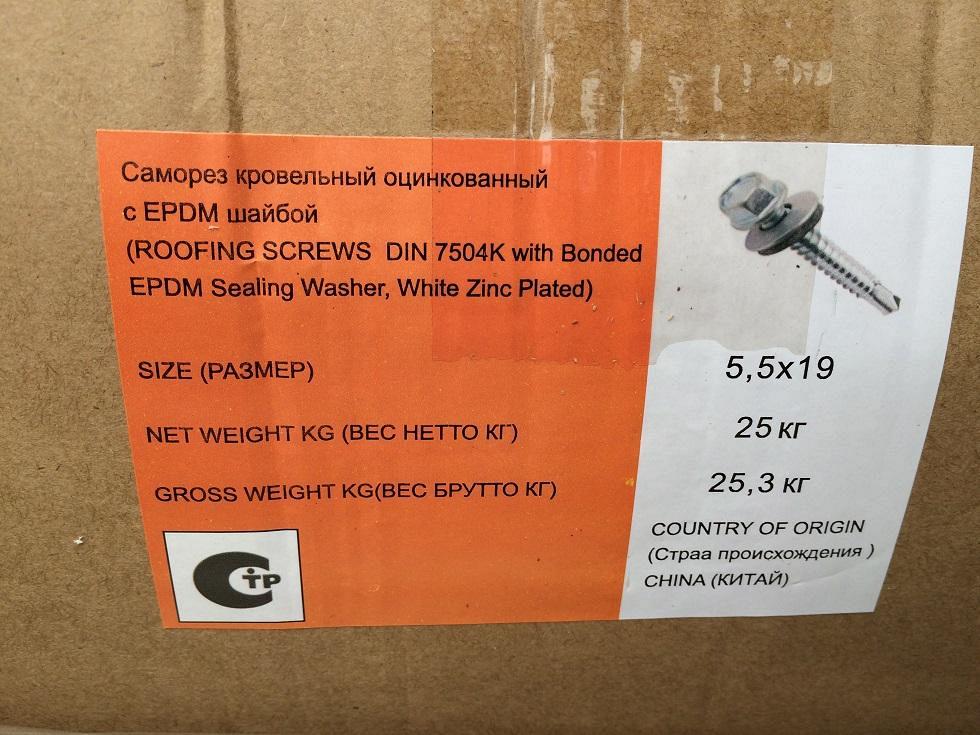 Саморез кровельный оцинкованный
с EPDM шайбой
(ROOFING SCREWS DIN 7504K with Bonded
EPDM Sealing Washer, White Zinc Plated)
SIZE (РАЗМЕР) 5,5x19
NET WEIGHT KG (ВЕС НЕТТО КГ) 25 кг
GROSS WEIGHT KG(ВЕС БРУТТО КГ) 25,3 кг
COUNTRY OF ORIGIN
(Страа происхождения )
CHINA (КИТАЙ)
СТР